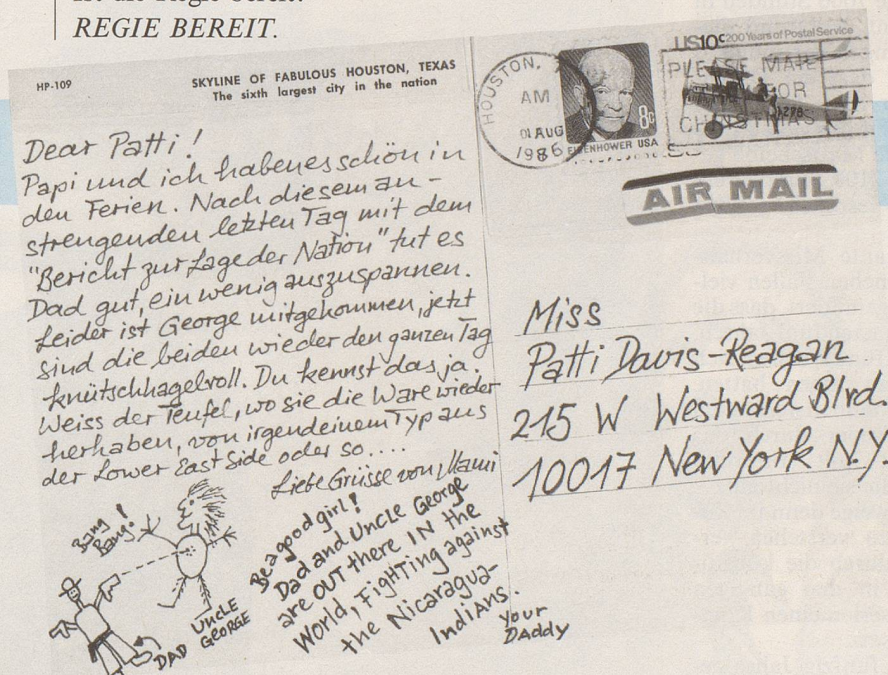 REGIE BEREIT.
HP-109
SKYLINE OF FABULOUS HOUSTON, TEXAS
The sixth largest city in the nation
Dear Patti!
Papi und ich haben es schön in
den Ferien. Nach diesem an-
strengenden letzten Tag mit dem
"Bericht zur Lage der Nation" tut es
Dad gut, ein wenig auszuspannen.
Leider ist George mitgekommen, jetzt
sind die beiden wieder den ganzen Tag
knütschhagelvoll. Du kennst das ja.
Weiss der Teufel, wo sie die Ware wieder
herhaben, von irgendeinem Typ aus
der Lower East Side oder so....
Liebe Grüsse von Mami
Bang
Bang!
DAD
UNCLE
GEORGE
Be a good girl!
Dad and Uncle George
are OUT there IN the
World, Fighting against
the Nicaragua-
Indians.
your
DADDY
HOUSTON,
AM
01 AUG
1986
8c
EISENHOWER USA
US10c 200 Years of Postal Service
PLEASE MAIL
FOR
CHRISTMAS
AIR MAIL
Miss
Patti Davis-Reagan
215 W Westward Blvd.
10017 New York N.Y.